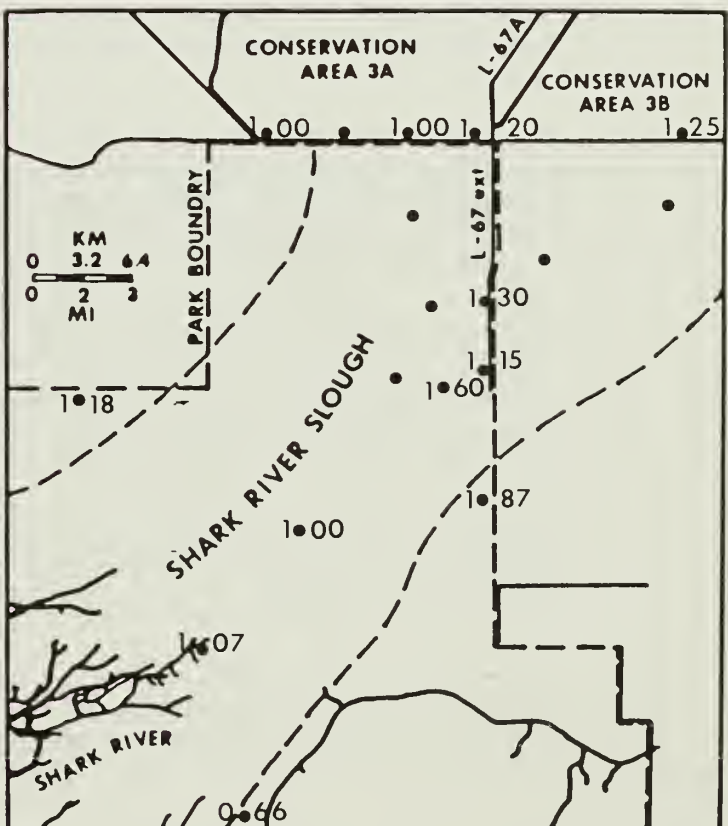 CONSERVATION
AREA 3A
L-67A
CONSERVATION
AREA 3B
1.00
1.00
1.20
1.25
PARK BOUNDRY
L-67 ext
KM
0 3.2 6.4
0 2 3
MI
1.30
1.15
1.60
1.18
SHARK RIVER SLOUGH
1.87
1.00
1.07
SHARK RIVER
0.66